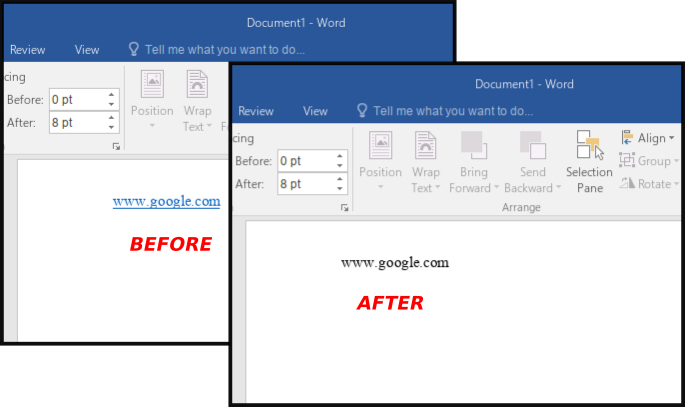 Document1 - Word
Review View Tell me what you want to do...
cing
Before: 0 pt
After: 8 pt
Position Wrap Text
www.google.com
BEFORE
Document1 - Word
Review View Tell me what you want to do...
cing
Before: 0 pt
After: 8 pt
Position Wrap Text Bring Forward Send Backward Selection Pane
Align
Group
Rotate
Arrange
www.google.com
AFTER